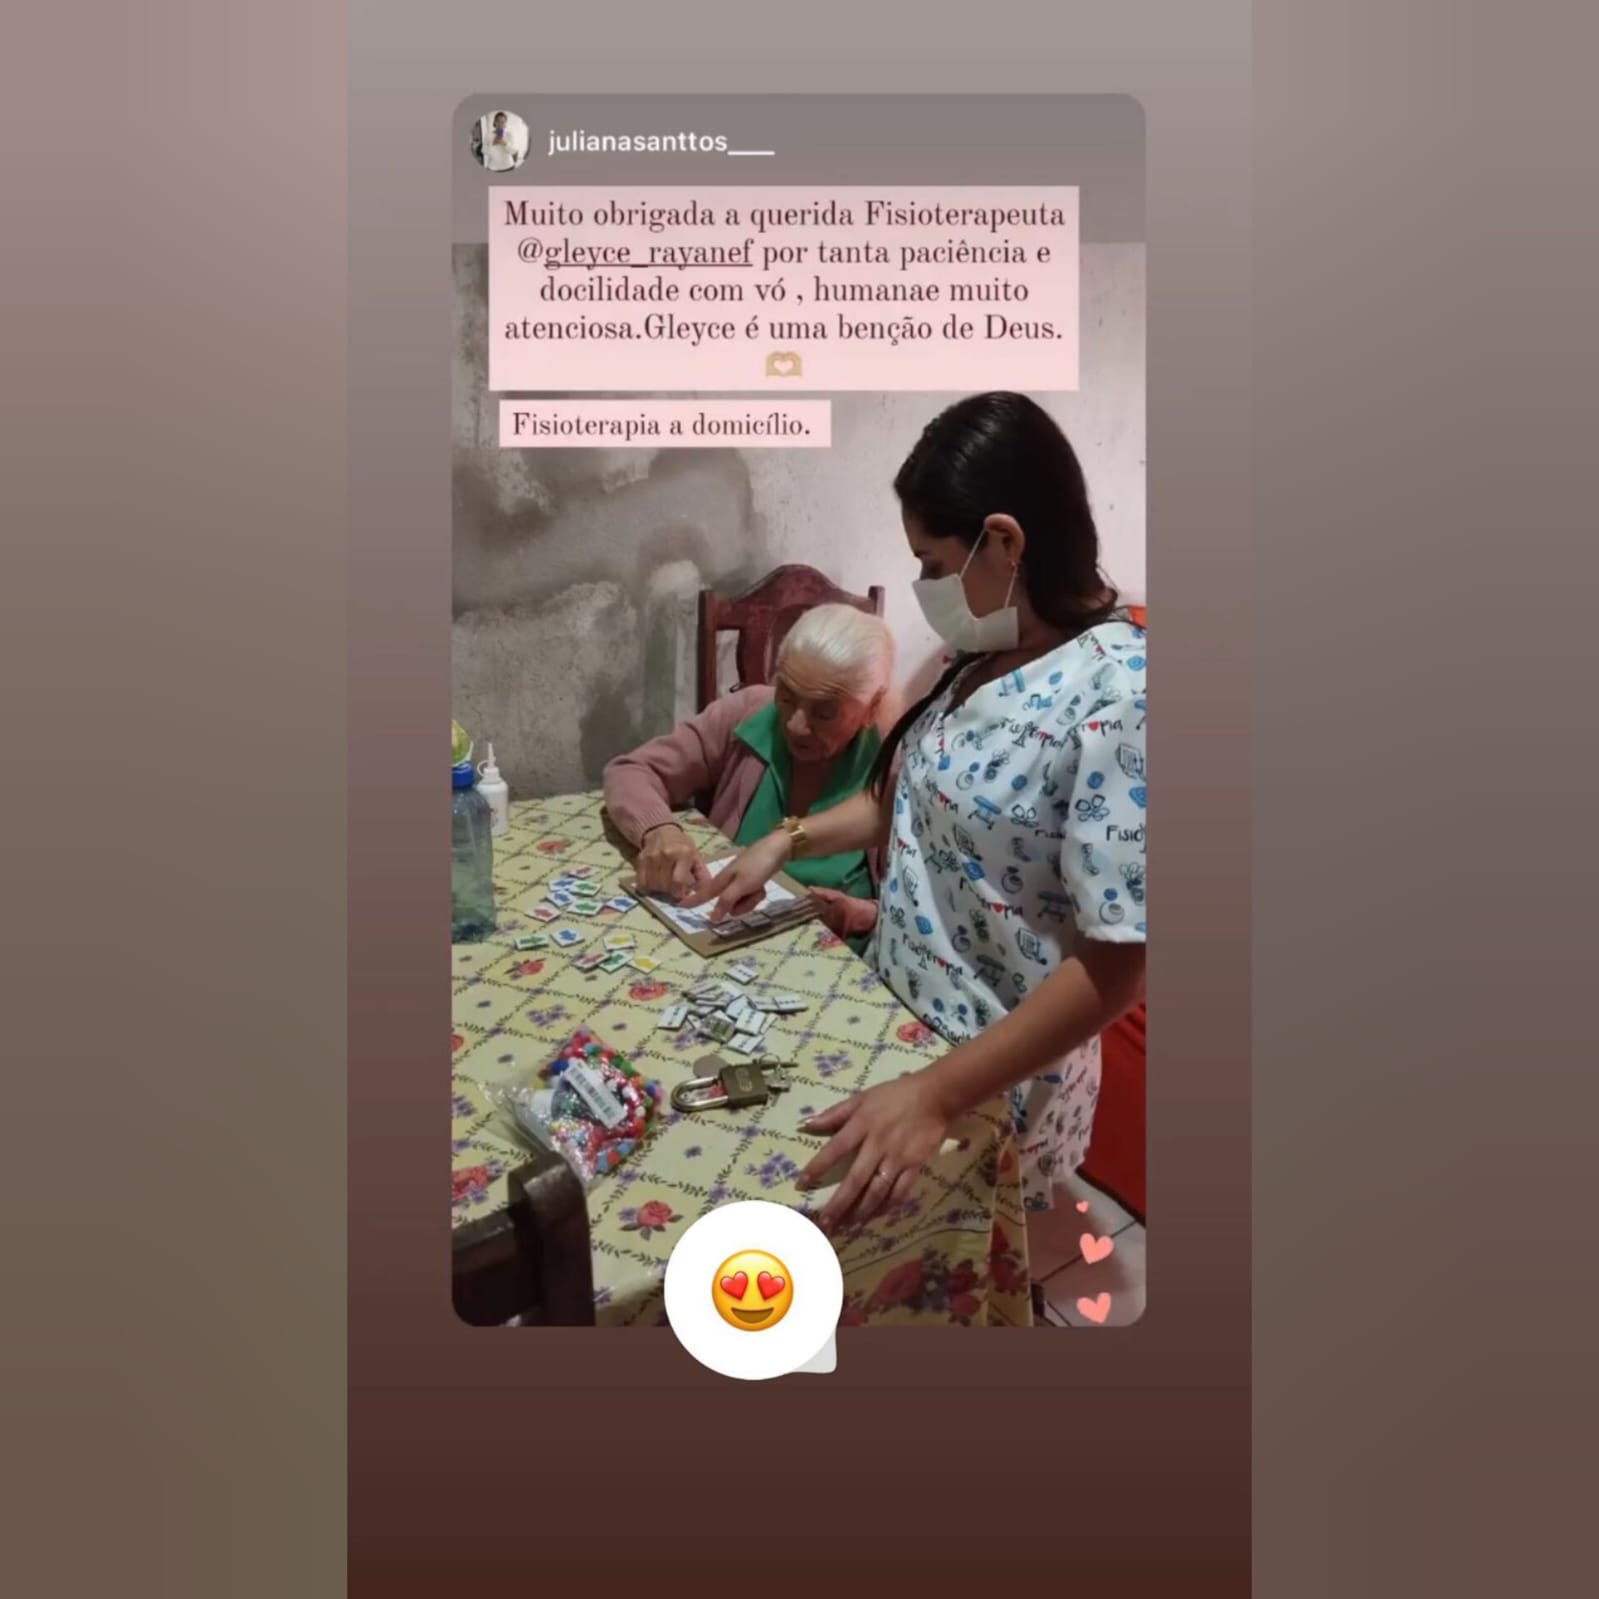 julianasanttos___
Muito obrigada a querida Fisioterapeuta
@gleyce_rayanef por tanta paciência e
docilidade com vó , humanae muito
atenciosa.Gleyce é uma benção de Deus.
Fisioterapia a domicílio.